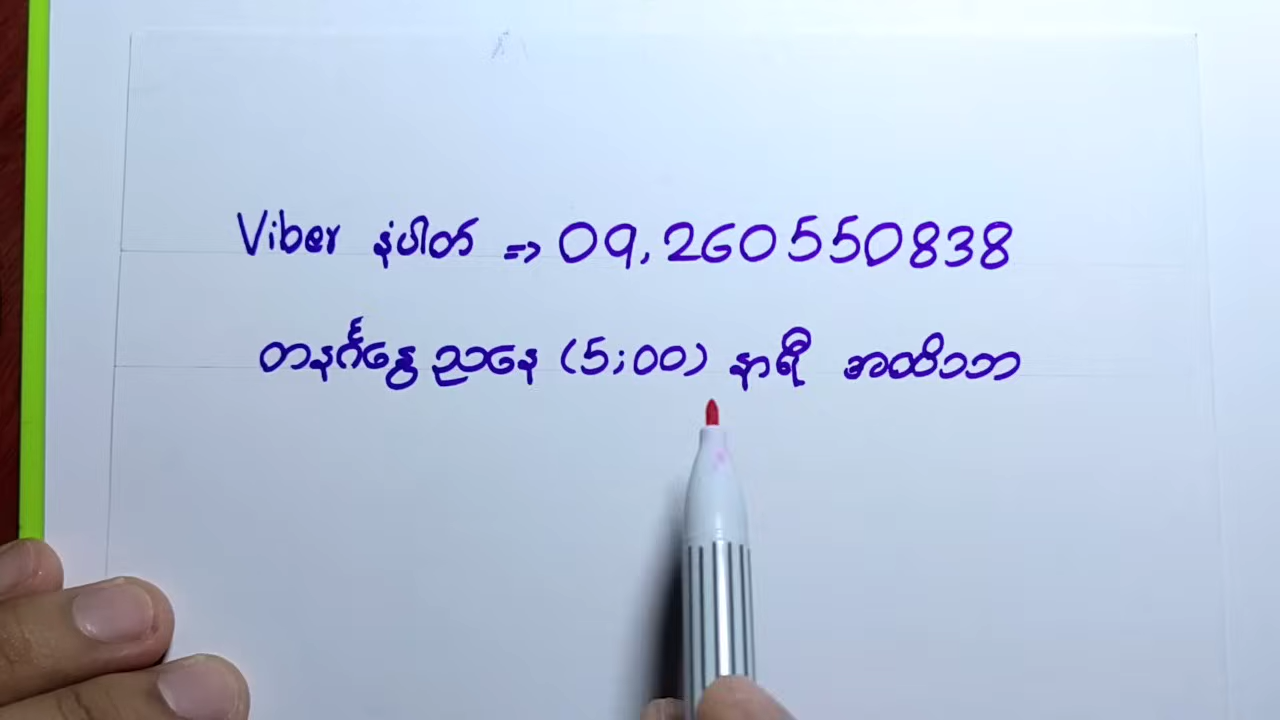 Viber နံပါတ် => 09,260550838
တနင်္ဂနွေ ညနေ (5;00) နာရီ အထိသာ